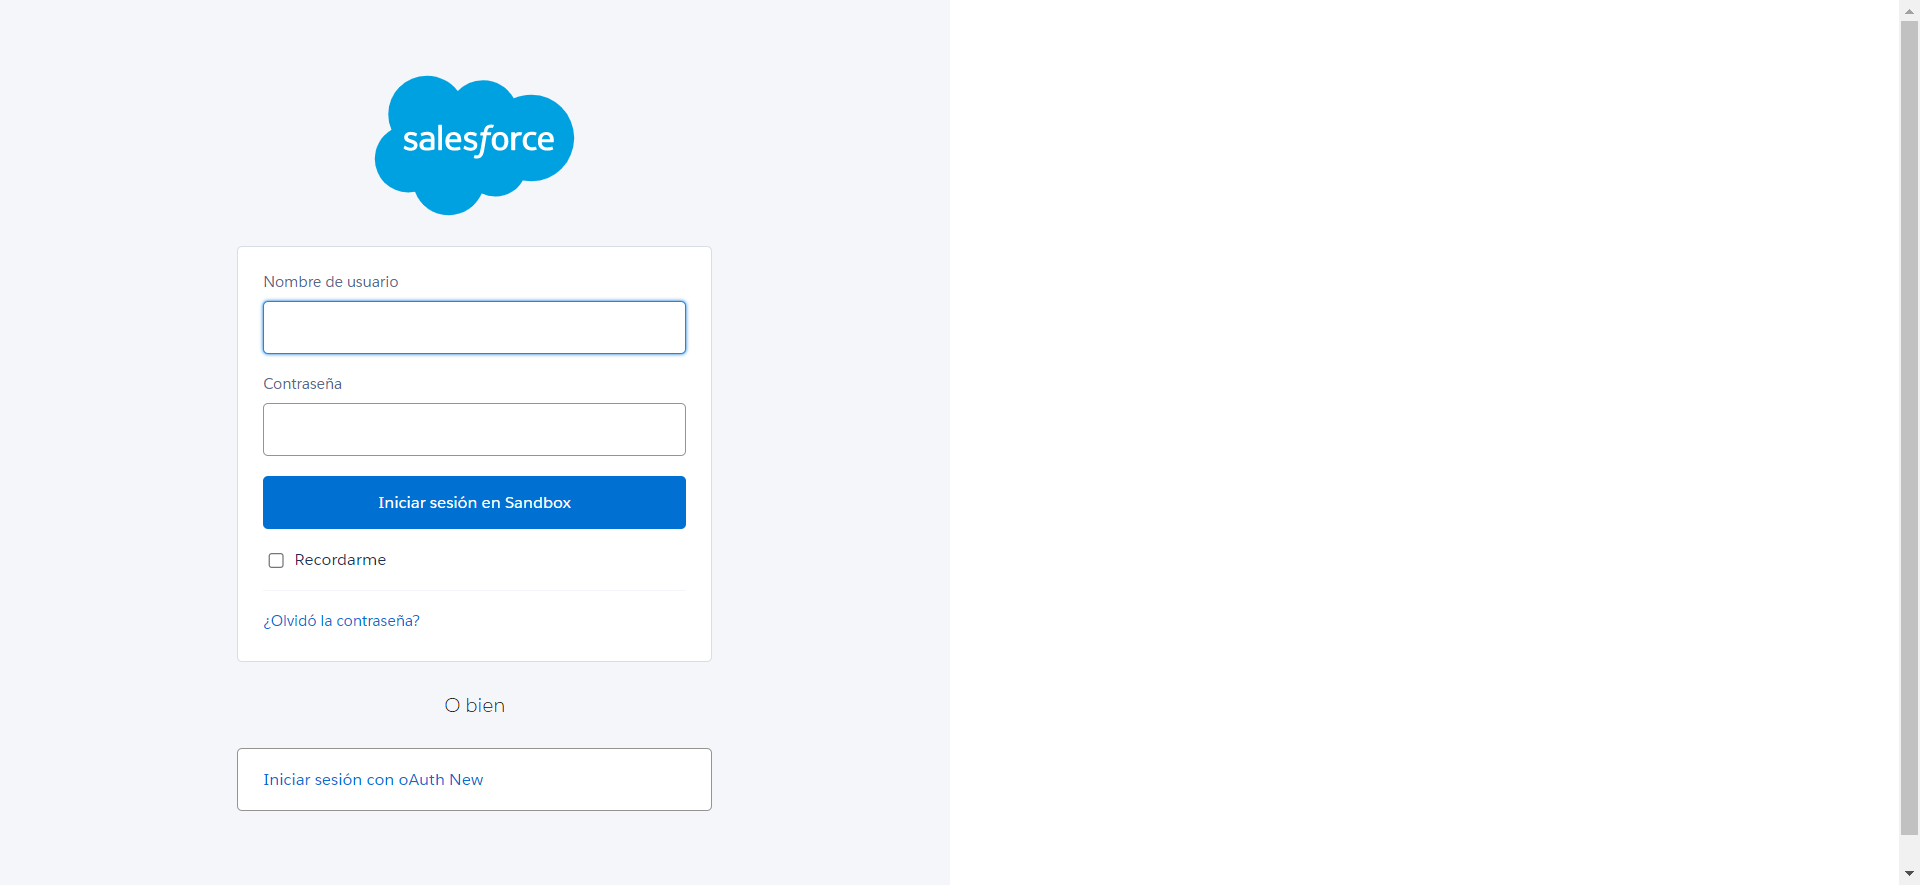 salesforce
Nombre de usuario
Contraseña
Iniciar sesión en Sandbox
Recordarme
¿Olvidó la contraseña?
O bien
Iniciar sesión con oAuth New